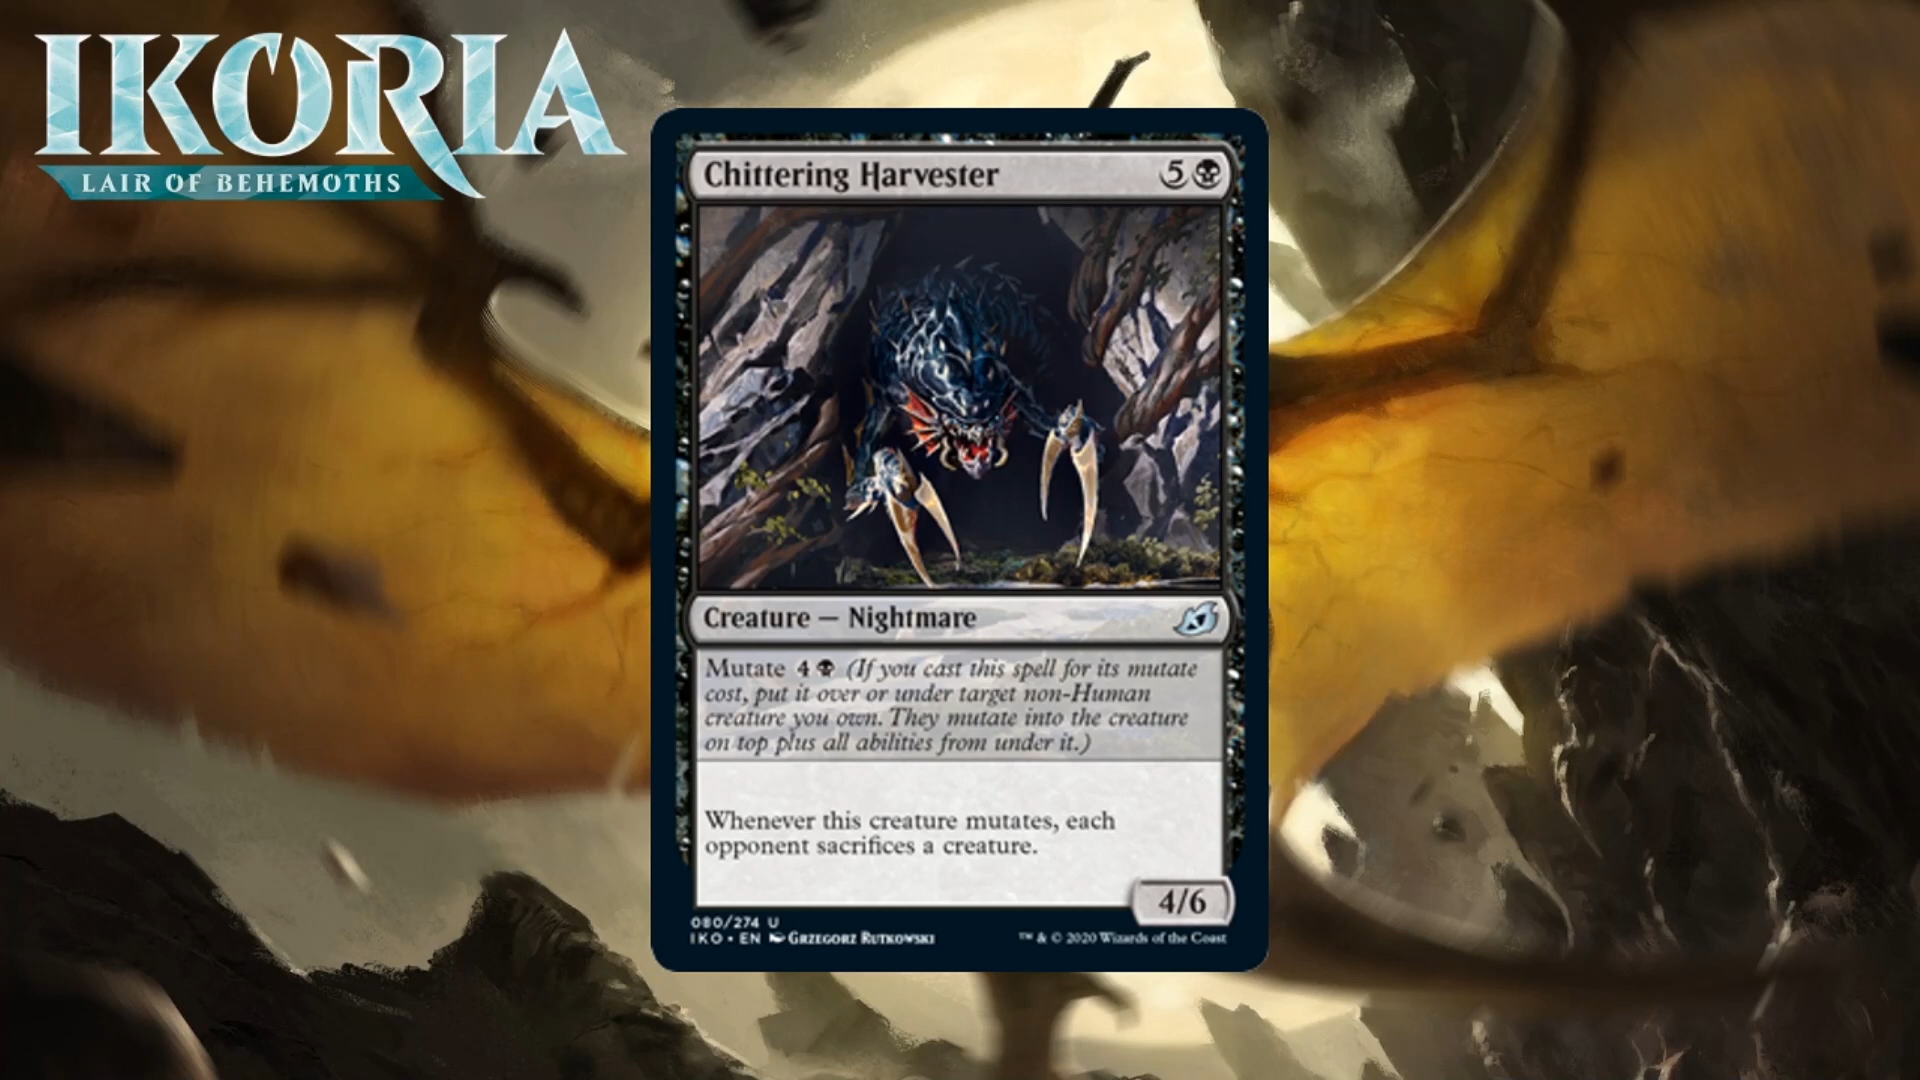 IKORIA
LAIR OF BEHEMOTHS
Chittering Harvester 5
Creature — Nightmare
Mutate 4 (If you cast this spell for its mutate
cost, put it over or under target non-Human
creature you own. They mutate into the creature
on top plus all abilities from under it.)
Whenever this creature mutates, each
opponent sacrifices a creature.
4/6
080/274 U
IKO • EN Grzegorz Rutkowski
™ & © 2020 Wizards of the Coast